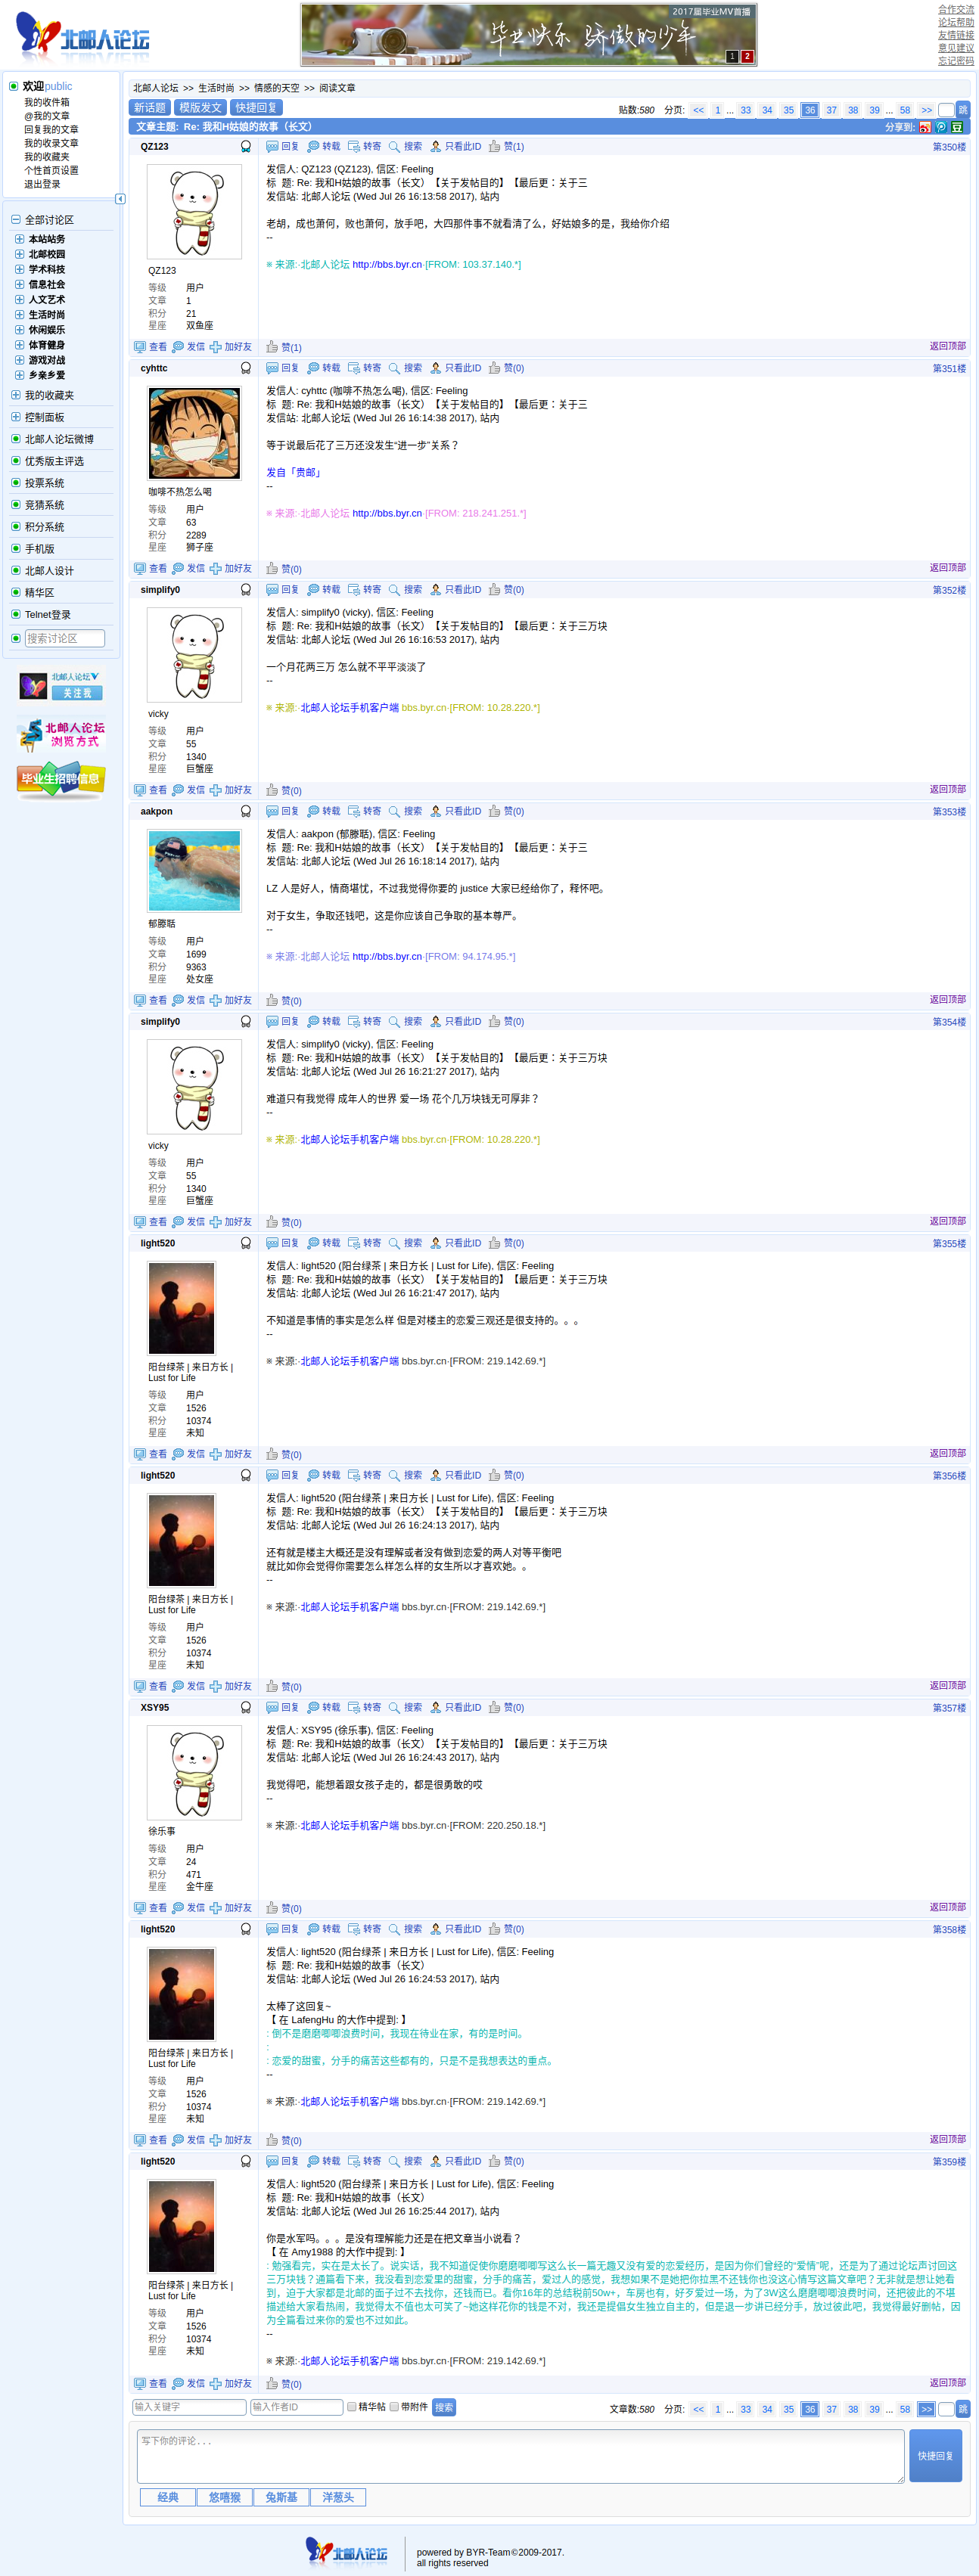 北邮人论坛
2017届毕业MV首播
毕业快乐 骄傲的少年
1 2
合作交流
论坛帮助
友情链接
意见建议
忘记密码
欢迎public
我的收件箱
@我的文章
回复我的文章
我的收录文章
我的收藏夹
个性首页设置
退出登录
全部讨论区
本站站务
北邮校园
学术科技
信息社会
人文艺术
生活时尚
休闲娱乐
体育健身
游戏对战
乡亲乡爱
我的收藏夹
控制面板
北邮人论坛微博
优秀版主评选
投票系统
竞猜系统
积分系统
手机版
北邮人设计
精华区
Telnet登录
搜索讨论区
北邮人论坛
关注我
北邮人论坛
浏览方式
毕业生招聘信息
北邮人论坛 >> 生活时尚 >> 情感的天空 >> 阅读文章
新话题 模版发文 快捷回复
贴数:580 分页: << 1 ... 33 34 35 36 37 38 39 ... 58 >> 跳
文章主题: Re: 我和H姑娘的故事（长文）
分享到:
QZ123
回复 转载 转寄 搜索 只看此ID 赞(1) 第350楼
发信人: QZ123 (QZ123), 信区: Feeling
标 题: Re: 我和H姑娘的故事（长文）【关于发帖目的】【最后更：关于三
发信站: 北邮人论坛 (Wed Jul 26 16:13:58 2017), 站内
老胡，成也萧何，败也萧何，放手吧，大四那件事不就看清了么，好姑娘多的是，我给你介绍
--
※ 来源:·北邮人论坛 http://bbs.byr.cn·[FROM: 103.37.140.*]
QZ123
等级 用户
文章 1
积分 21
星座 双鱼座
查看 发信 加好友 赞(1) 返回顶部
cyhttc
回复 转载 转寄 搜索 只看此ID 赞(0) 第351楼
发信人: cyhttc (咖啡不热怎么喝), 信区: Feeling
标 题: Re: 我和H姑娘的故事（长文）【关于发帖目的】【最后更：关于三
发信站: 北邮人论坛 (Wed Jul 26 16:14:38 2017), 站内
等于说最后花了三万还没发生“进一步”关系？
发自「贵邮」
--
※ 来源:·北邮人论坛 http://bbs.byr.cn·[FROM: 218.241.251.*]
咖啡不热怎么喝
等级 用户
文章 63
积分 2289
星座 狮子座
查看 发信 加好友 赞(0) 返回顶部
simplify0
回复 转载 转寄 搜索 只看此ID 赞(0) 第352楼
发信人: simplify0 (vicky), 信区: Feeling
标 题: Re: 我和H姑娘的故事（长文）【关于发帖目的】【最后更：关于三万块
发信站: 北邮人论坛 (Wed Jul 26 16:16:53 2017), 站内
一个月花两三万 怎么就不平平淡淡了
--
※ 来源:·北邮人论坛手机客户端 bbs.byr.cn·[FROM: 10.28.220.*]
vicky
等级 用户
文章 55
积分 1340
星座 巨蟹座
查看 发信 加好友 赞(0) 返回顶部
aakpon
回复 转载 转寄 搜索 只看此ID 赞(0) 第353楼
发信人: aakpon (郁滕聒), 信区: Feeling
标 题: Re: 我和H姑娘的故事（长文）【关于发帖目的】【最后更：关于三
发信站: 北邮人论坛 (Wed Jul 26 16:18:14 2017), 站内
LZ 人是好人，情商堪忧，不过我觉得你要的 justice 大家已经给你了，释怀吧。
对于女生，争取还钱吧，这是你应该自己争取的基本尊严。
--
※ 来源:·北邮人论坛 http://bbs.byr.cn·[FROM: 94.174.95.*]
郁滕聒
等级 用户
文章 1699
积分 9363
星座 处女座
查看 发信 加好友 赞(0) 返回顶部
simplify0
回复 转载 转寄 搜索 只看此ID 赞(0) 第354楼
发信人: simplify0 (vicky), 信区: Feeling
标 题: Re: 我和H姑娘的故事（长文）【关于发帖目的】【最后更：关于三万块
发信站: 北邮人论坛 (Wed Jul 26 16:21:27 2017), 站内
难道只有我觉得 成年人的世界 爱一场 花个几万块钱无可厚非？
--
※ 来源:·北邮人论坛手机客户端 bbs.byr.cn·[FROM: 10.28.220.*]
vicky
等级 用户
文章 55
积分 1340
星座 巨蟹座
查看 发信 加好友 赞(0) 返回顶部
light520
回复 转载 转寄 搜索 只看此ID 赞(0) 第355楼
发信人: light520 (阳台绿茶 | 来日方长 | Lust for Life), 信区: Feeling
标 题: Re: 我和H姑娘的故事（长文）【关于发帖目的】【最后更：关于三万块
发信站: 北邮人论坛 (Wed Jul 26 16:21:47 2017), 站内
不知道是事情的事实是怎么样 但是对楼主的恋爱三观还是很支持的。。。
--
※ 来源:·北邮人论坛手机客户端 bbs.byr.cn·[FROM: 219.142.69.*]
阳台绿茶 | 来日方长 |
Lust for Life
等级 用户
文章 1526
积分 10374
星座 未知
查看 发信 加好友 赞(0) 返回顶部
light520
回复 转载 转寄 搜索 只看此ID 赞(0) 第356楼
发信人: light520 (阳台绿茶 | 来日方长 | Lust for Life), 信区: Feeling
标 题: Re: 我和H姑娘的故事（长文）【关于发帖目的】【最后更：关于三万块
发信站: 北邮人论坛 (Wed Jul 26 16:24:13 2017), 站内
还有就是楼主大概还是没有理解或者没有做到恋爱的两人对等平衡吧
就比如你会觉得你需要怎么样怎么样的女生所以才喜欢她。。
--
※ 来源:·北邮人论坛手机客户端 bbs.byr.cn·[FROM: 219.142.69.*]
阳台绿茶 | 来日方长 |
Lust for Life
等级 用户
文章 1526
积分 10374
星座 未知
查看 发信 加好友 赞(0) 返回顶部
XSY95
回复 转载 转寄 搜索 只看此ID 赞(0) 第357楼
发信人: XSY95 (徐乐事), 信区: Feeling
标 题: Re: 我和H姑娘的故事（长文）【关于发帖目的】【最后更：关于三万块
发信站: 北邮人论坛 (Wed Jul 26 16:24:43 2017), 站内
我觉得吧，能想着跟女孩子走的，都是很勇敢的哎
--
※ 来源:·北邮人论坛手机客户端 bbs.byr.cn·[FROM: 220.250.18.*]
徐乐事
等级 用户
文章 24
积分 471
星座 金牛座
查看 发信 加好友 赞(0) 返回顶部
light520
回复 转载 转寄 搜索 只看此ID 赞(0) 第358楼
发信人: light520 (阳台绿茶 | 来日方长 | Lust for Life), 信区: Feeling
标 题: Re: 我和H姑娘的故事（长文）
发信站: 北邮人论坛 (Wed Jul 26 16:24:53 2017), 站内
太棒了这回复~
【 在 LafengHu 的大作中提到: 】
: 倒不是磨磨唧唧浪费时间，我现在待业在家，有的是时间。
:
: 恋爱的甜蜜，分手的痛苦这些都有的，只是不是我想表达的重点。
--
※ 来源:·北邮人论坛手机客户端 bbs.byr.cn·[FROM: 219.142.69.*]
阳台绿茶 | 来日方长 |
Lust for Life
等级 用户
文章 1526
积分 10374
星座 未知
查看 发信 加好友 赞(0) 返回顶部
light520
回复 转载 转寄 搜索 只看此ID 赞(0) 第359楼
发信人: light520 (阳台绿茶 | 来日方长 | Lust for Life), 信区: Feeling
标 题: Re: 我和H姑娘的故事（长文）
发信站: 北邮人论坛 (Wed Jul 26 16:25:44 2017), 站内
你是水军吗。。。是没有理解能力还是在把文章当小说看？
【 在 Amy1988 的大作中提到: 】
: 勉强看完，实在是太长了。说实话，我不知道促使你磨磨唧唧写这么长一篇无趣又没有爱的恋爱经历，是因为你们曾经的“爱情”呢，还是为了通过论坛声讨回这
三万块钱？通篇看下来，我没看到恋爱里的甜蜜，分手的痛苦，爱过人的感觉，我想如果不是她把你拉黑不还钱你也没这心情写这篇文章吧？无非就是想让她看
到，迫于大家都是北邮的面子过不去找你，还钱而已。看你16年的总结税前50w+，车房也有，好歹爱过一场，为了3W这么磨磨唧唧浪费时间，还把彼此的不堪
描述给大家看热闹，我觉得太不值也太可笑了~她这样花你的钱是不对，我还是提倡女生独立自主的，但是退一步讲已经分手，放过彼此吧，我觉得最好删帖，因
为全篇看过来你的爱也不过如此。
--
※ 来源:·北邮人论坛手机客户端 bbs.byr.cn·[FROM: 219.142.69.*]
阳台绿茶 | 来日方长 |
Lust for Life
等级 用户
文章 1526
积分 10374
星座 未知
查看 发信 加好友 赞(0) 返回顶部
输入关键字 输入作者ID 精华帖 带附件 搜索
文章数:580 分页: << 1 ... 33 34 35 36 37 38 39 ... 58 >> 跳
写下你的评论...
快捷回复
经典 悠嘻猴 兔斯基 洋葱头
北邮人论坛
powered by BYR-Team©2009-2017.
all rights reserved